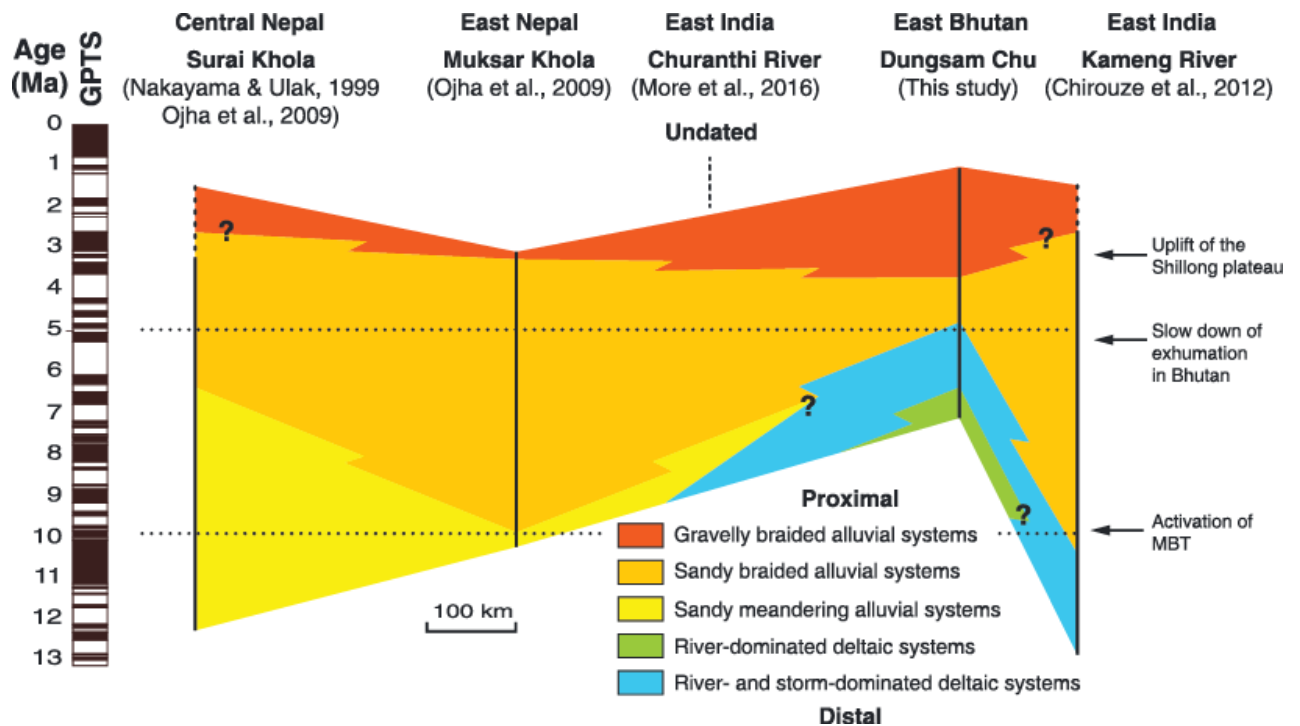 Central Nepal
Surai Khola
(Nakayama & Ulak, 1999
Ojha et al., 2009)
East Nepal
Muksar Khola
(Ojha et al., 2009)
East India
Churanthi River
(More et al., 2016)
Undated
East Bhutan
Dungsam Chu
(This study)
East India
Kameng River
(Chirouze et al., 2012)
Age
(Ma)
GPTS
0
1
2
3
4
5
6
7
8
9
10
11
12
13
?
?
?
?
Uplift of the
Shillong plateau
Slow down of
exhumation
in Bhutan
Activation of
MBT
100 km
Proximal
Gravelly braided alluvial systems
Sandy braided alluvial systems
Sandy meandering alluvial systems
River-dominated deltaic systems
River- and storm-dominated deltaic systems
Distal